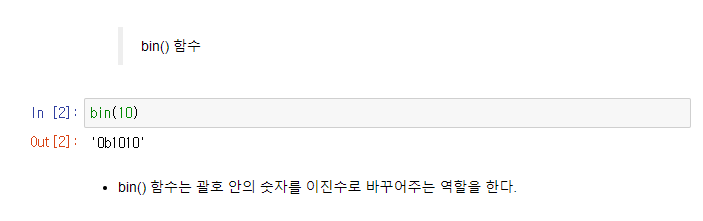 bin() 함수
In [2]: bin(10)
Out[2]: '0b1010'
bin() 함수는 괄호 안의 숫자를 이진수로 바꾸어주는 역할을 한다.